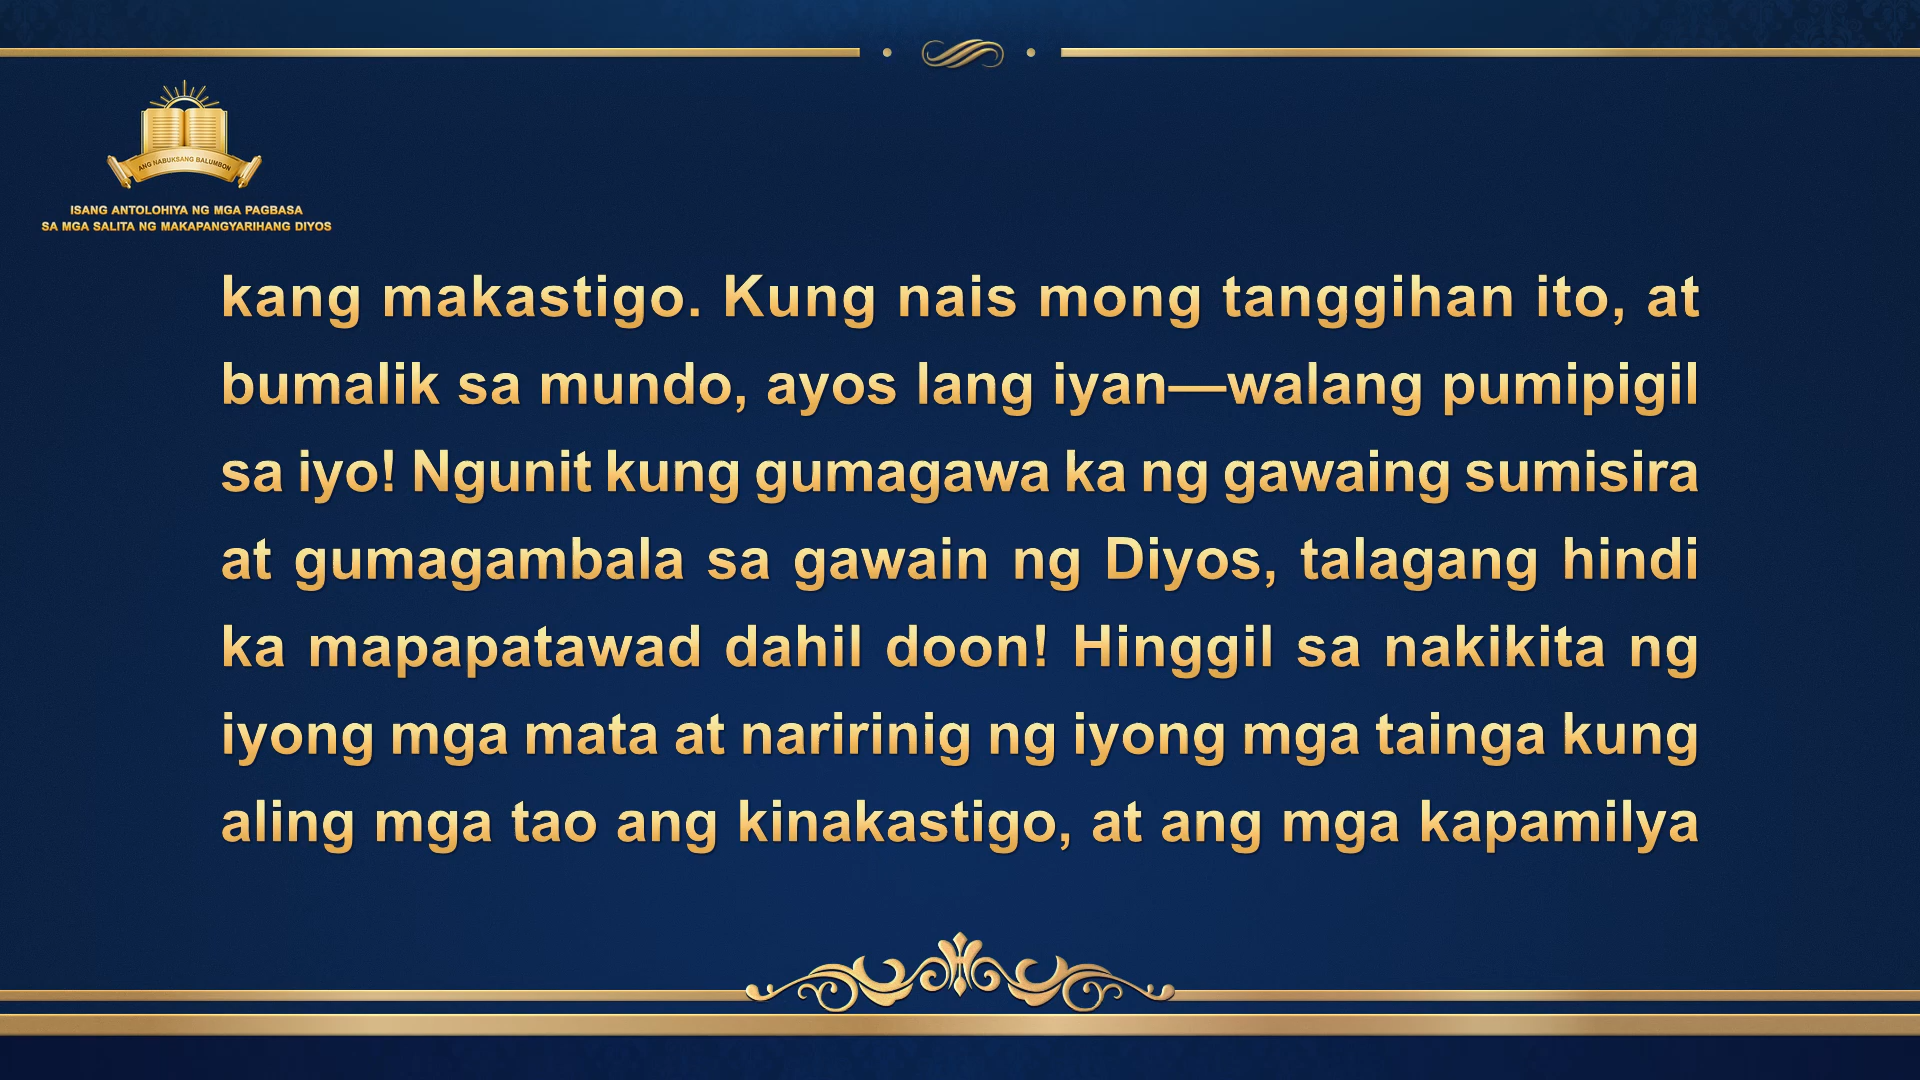 ANG NABUKSANG BALUMBON
ISANG ANTOLOHIYA NG MGA PAGBASA
SA MGA SALITA NG MAKAPANGYARIHANG DIYOS
kang makastigo. Kung nais mong tanggihan ito, at
bumalik sa mundo, ayos lang iyan—walang pumipigil
sa iyo! Ngunit kung gumagawa ka ng gawaing sumisira
at gumagambala sa gawain ng Diyos, talagang hindi
ka mapapatawad dahil doon! Hinggil sa nakikita ng
iyong mga mata at naririnig ng iyong mga tainga kung
aling mga tao ang kinakastigo, at ang mga kapamilya